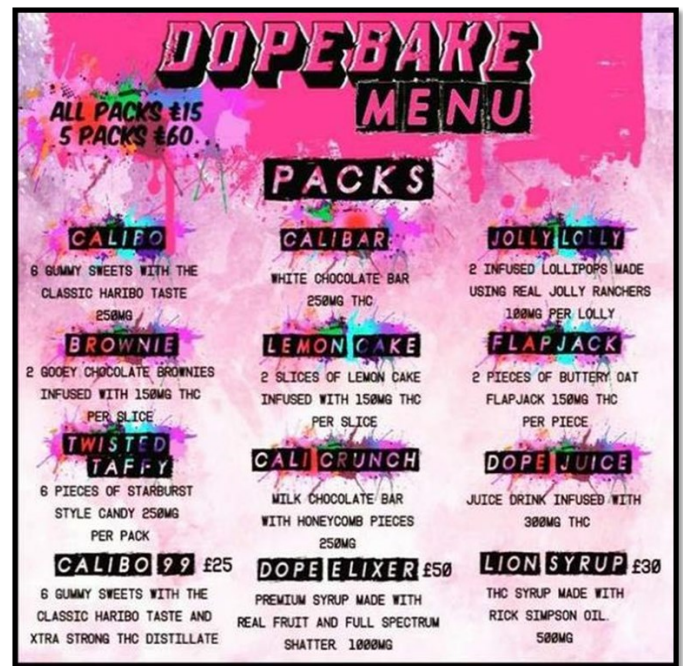 DOPEBAKE
MENU
ALL PACKS £15
5 PACKS £60...
PACKS
CALIBO
6 GUMMY SWEETS WITH THE
CLASSIC HARIBO TASTE
250MG
CALIBAR
WHITE CHOCOLATE BAR
250MG THC
JOLLY LOLLY
2 INFUSED LOLLIPOPS MADE
USING REAL JOLLY RANCHERS
100MG PER LOLLY
BROWNIE
2 GOOEY CHOCOLATE BROWNIES
INFUSED WITH 150MG THC
PER SLICE
LEMON CAKE
2 SLICES OF LEMON CAKE
INFUSED WITH 150MG THC
PER SLICE
FLAPJACK
2 PIECES OF BUTTERY OAT
FLAPJACK 150MG THC
PER PIECE
TWISTED
TAFFY
6 PIECES OF STARBURST
STYLE CANDY 250MG
PER PACK
CALI CRUNCH
MILK CHOCOLATE BAR
WITH HONEYCOMB PIECES
250MG
DOPE JUICE
JUICE DRINK INFUSED WITH
300MG THC
CALIBO 99 £25
6 GUMMY SWEETS WITH THE
CLASSIC HARIBO TASTE AND
XTRA STRONG THC DISTILLATE
DOPE ELIXER £50
PREMIUM SYRUP MADE WITH
REAL FRUIT AND FULL SPECTRUM
SHATTER 1000MG
LION SYRUP £30
THC SYRUP MADE WITH
RICK SIMPSON OIL.
500MG